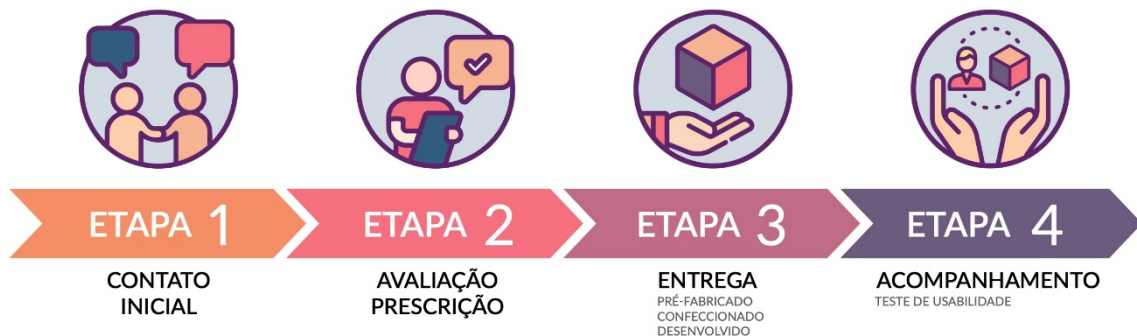 ETAPA 1
CONTATO
INICIAL
ETAPA 2
AVALIAÇÃO
PRESCRIÇÃO
ETAPA 3
ENTREGA
PRÉ-FABRICADO
CONFECCIONADO
DESENVOLVIDO
ETAPA 4
ACOMPANHAMENTO
TESTE DE USABILIDADE